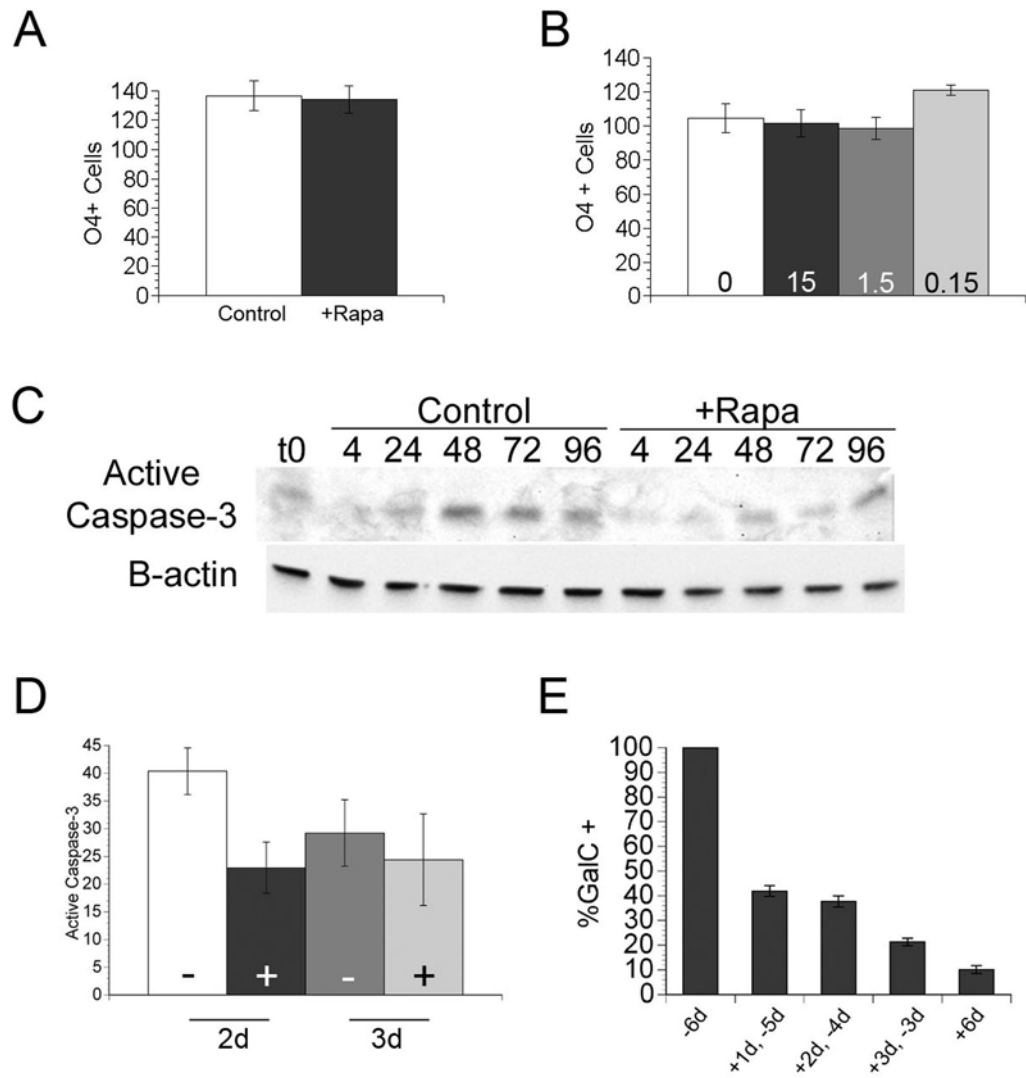 A
O4+ Cells
140
120
100
80
60
40
20
0
Control +Rapa
B
O4 + Cells
140
120
100
80
60
40
20
0
0 15 1.5 0.15
C
Control +Rapa
t0 4 24 48 72 96 4 24 48 72 96
Active
Caspase-3
B-actin
D
Active Caspase-3
45
40
35
30
25
20
15
10
5
0
- + - +
2d 3d
E
%GalC +
100
90
80
70
60
50
40
30
20
10
0
-6d +1d, -5d +2d, -4d +3d, -3d +6d